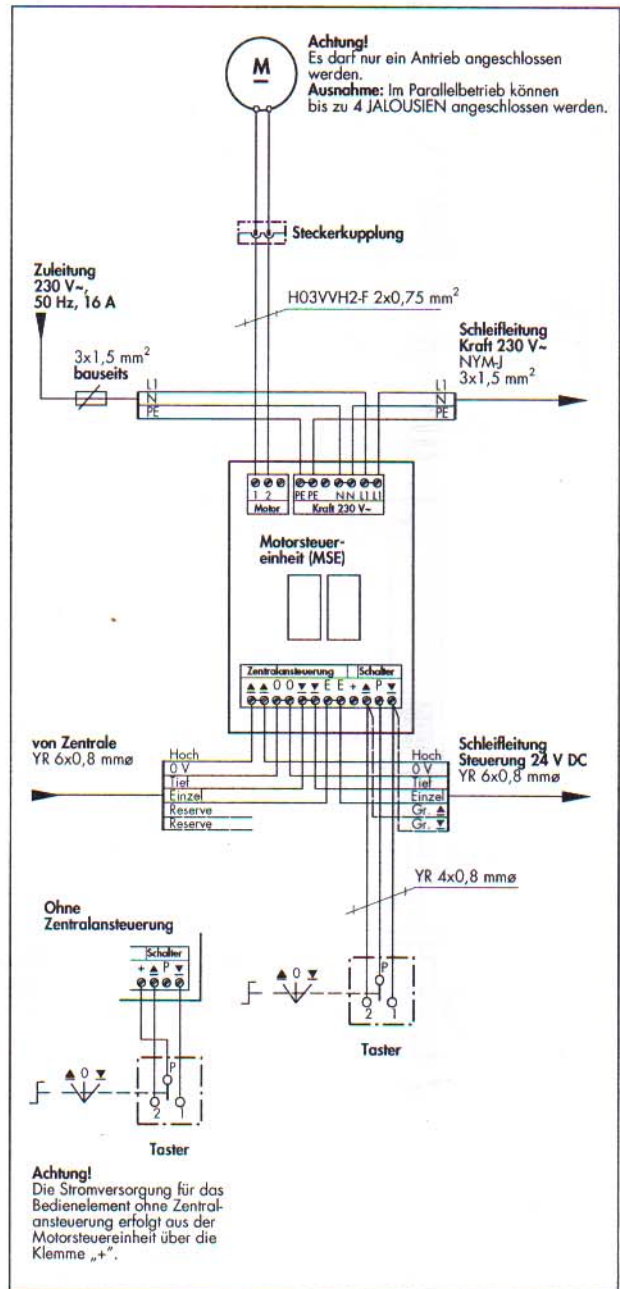 Achtung!
Es darf nur ein Antrieb angeschlossen
werden.
Ausnahme: Im Parallelbetrieb können
bis zu 4 JALOUSIEN angeschlossen werden.
M
Steckerkupplung
Zuleitung
230 V~,
50 Hz, 16 A
H03VVH2-F 2x0,75 mm²
3x1,5 mm²
bauseits
Schleifleitung
Kraft 230 V~
NYM-J
3x1,5 mm²
L1
N
PE
L1
N
PE
1 2 PE PE N N L1 L1
Motor Kraft 230 V~
Motorsteuer-
einheit (MSE)
Zentralansteuerung Schalter
▲ ▲ 0 0 ▼ ▼ E E + ▲ P ▼
von Zentrale
YR 6x0,8 mmø
Hoch
0 V
Tief
Einzel
Reserve
Reserve
Hoch
0 V
Tief
Einzel
Gr. ▲
Gr. ▼
Schleifleitung
Steuerung 24 V DC
YR 6x0,8 mmø
YR 4x0,8 mmø
Ohne
Zentralansteuerung
Schalter
+ ▲ P ▼
▲ 0 ▼
P
2 1
Taster
▲ 0 ▼
P
2 1
Taster
Achtung!
Die Stromversorgung für das
Bedienelement ohne Zentral-
ansteuerung erfolgt aus der
Motorsteuereinheit über die
Klemme „+".